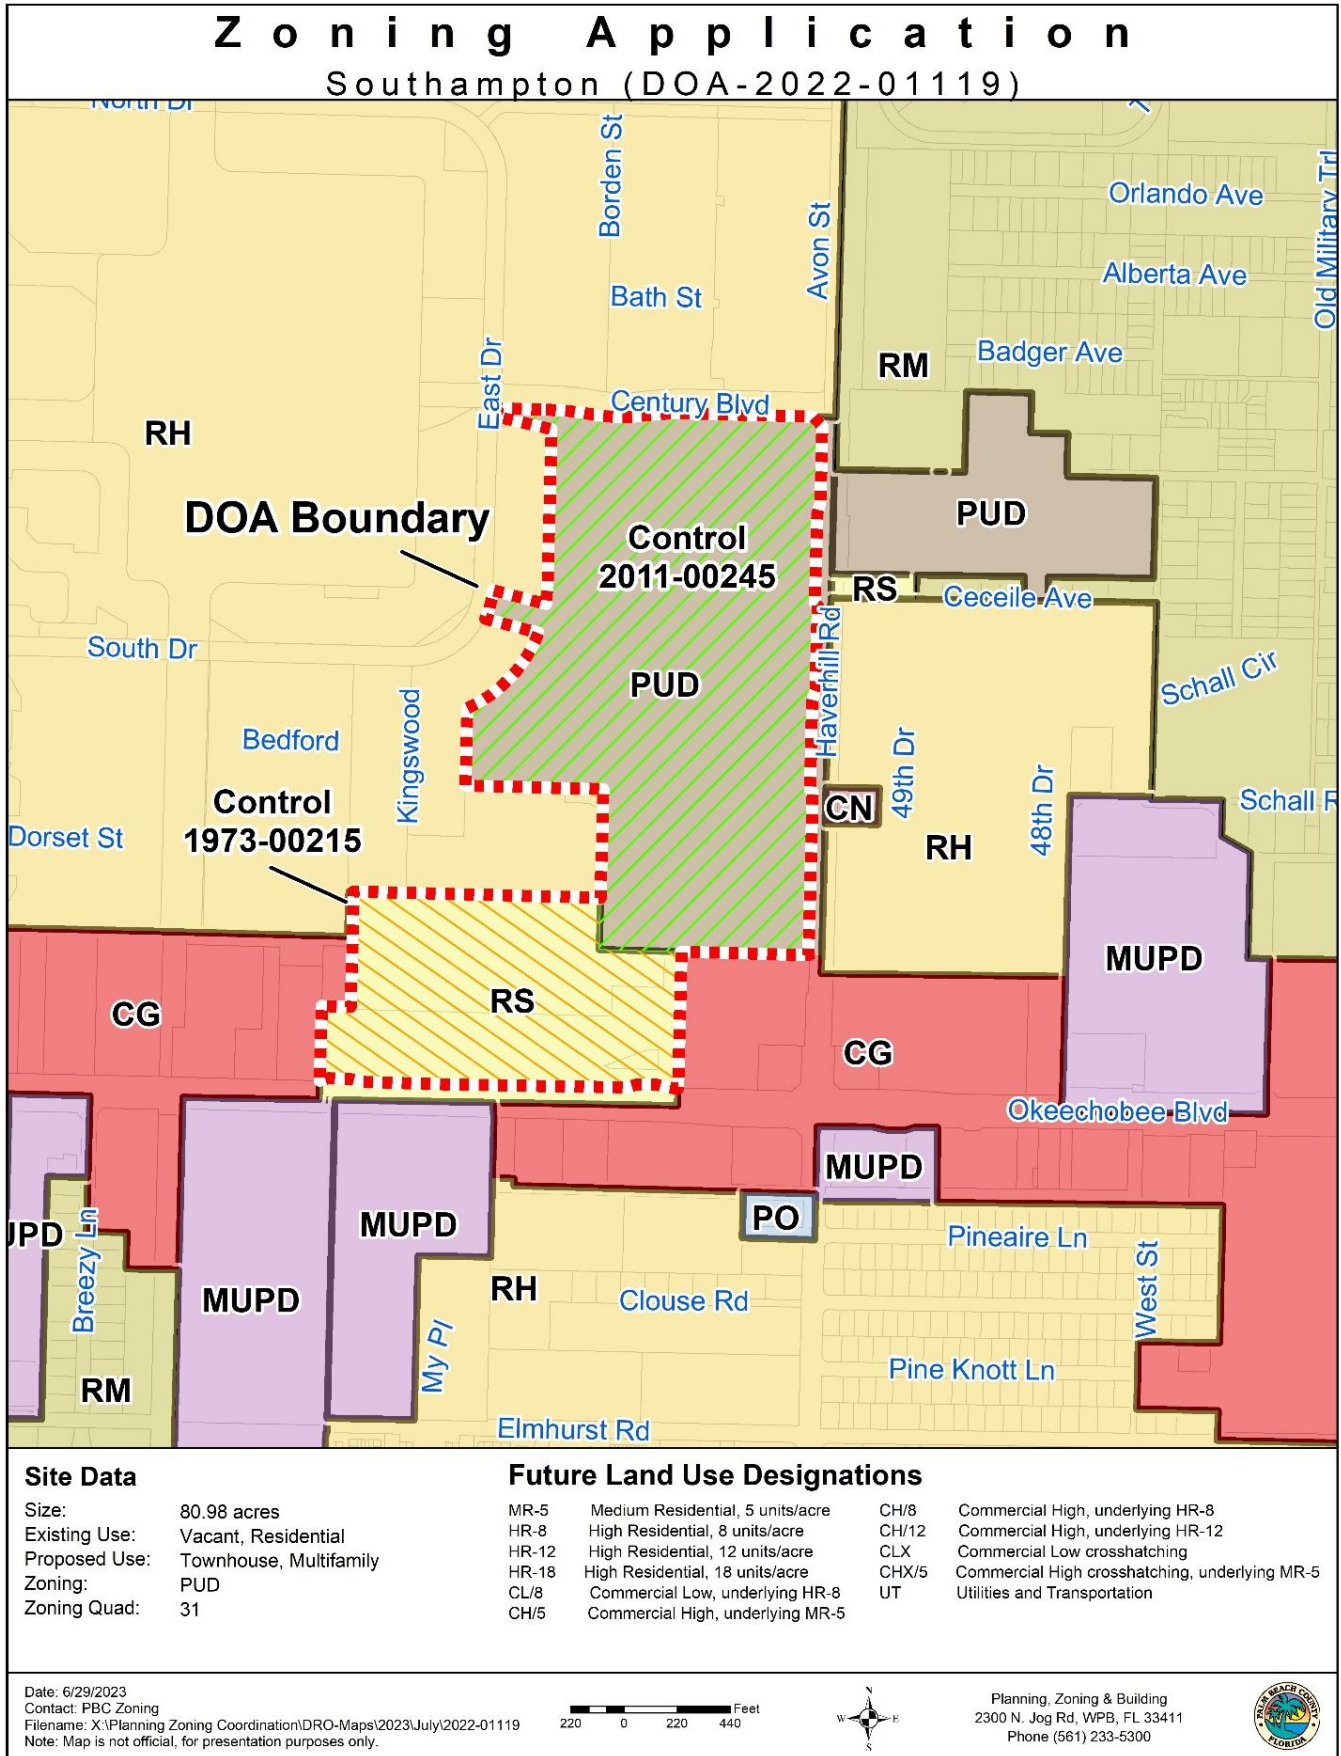 Zoning Application
Southampton (DOA-2022-01119)
North Dr
Borden St
Avon St
Orlando Ave
Old Military Trl
Alberta Ave
Bath St
Badger Ave
RM
East Dr
Century Blvd
RH
DOA Boundary
Control
2011-00245
PUD
RS
Ceceile Ave
South Dr
PUD
Haverhill Rd
Schall Cir
Bedford
Kingswood
49th Dr
48th Dr
Control
1973-00215
CN
Schall R
Dorset St
RH
MUPD
CG
RS
CG
Okeechobee Blvd
MUPD
PO
UPD
Breezy Ln
MUPD
Pineaire Ln
West St
MUPD
RH
Clouse Rd
My Pl
Pine Knott Ln
RM
Elmhurst Rd
Site Data
Size: 80.98 acres
Existing Use: Vacant, Residential
Proposed Use: Townhouse, Multifamily
Zoning: PUD
Zoning Quad: 31
Future Land Use Designations
MR-5 Medium Residential, 5 units/acre
HR-8 High Residential, 8 units/acre
HR-12 High Residential, 12 units/acre
HR-18 High Residential, 18 units/acre
CL/8 Commercial Low, underlying HR-8
CH/5 Commercial High, underlying MR-5
CH/8 Commercial High, underlying HR-8
CH/12 Commercial High, underlying HR-12
CLX Commercial Low crosshatching
CHX/5 Commercial High crosshatching, underlying MR-5
UT Utilities and Transportation
Date: 6/29/2023
Contact: PBC Zoning
Filename: X:\Planning Zoning Coordination\DRO-Maps\2023\July\2022-01119
Note: Map is not official, for presentation purposes only.
Feet
220 0 220 440
N
W E
S
Planning, Zoning & Building
2300 N. Jog Rd, WPB, FL 33411
Phone (561) 233-5300
PALM BEACH COUNTY
FLORIDA